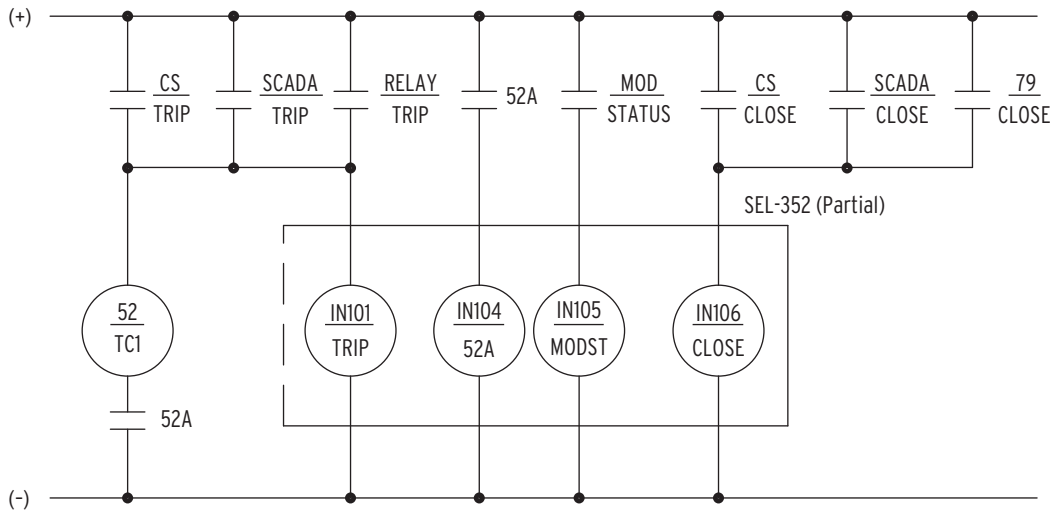 (+)
CS
TRIP
SCADA
TRIP
RELAY
TRIP
52A
MOD
STATUS
CS
CLOSE
SCADA
CLOSE
79
CLOSE
SEL-352 (Partial)
52
TC1
IN101
TRIP
IN104
52A
IN105
MODST
IN106
CLOSE
52A
(-)